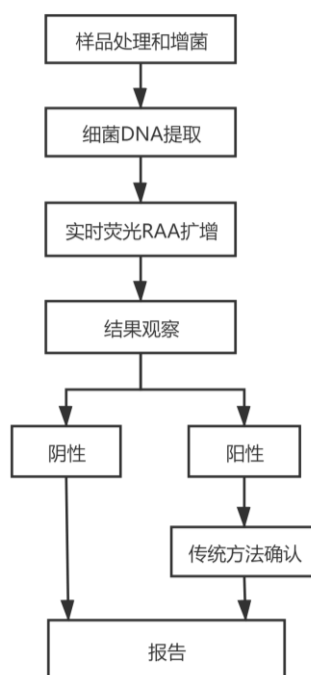 样品处理和增菌
细菌DNA提取
实时荧光RAA扩增
结果观察
阴性
阳性
传统方法确认
报告